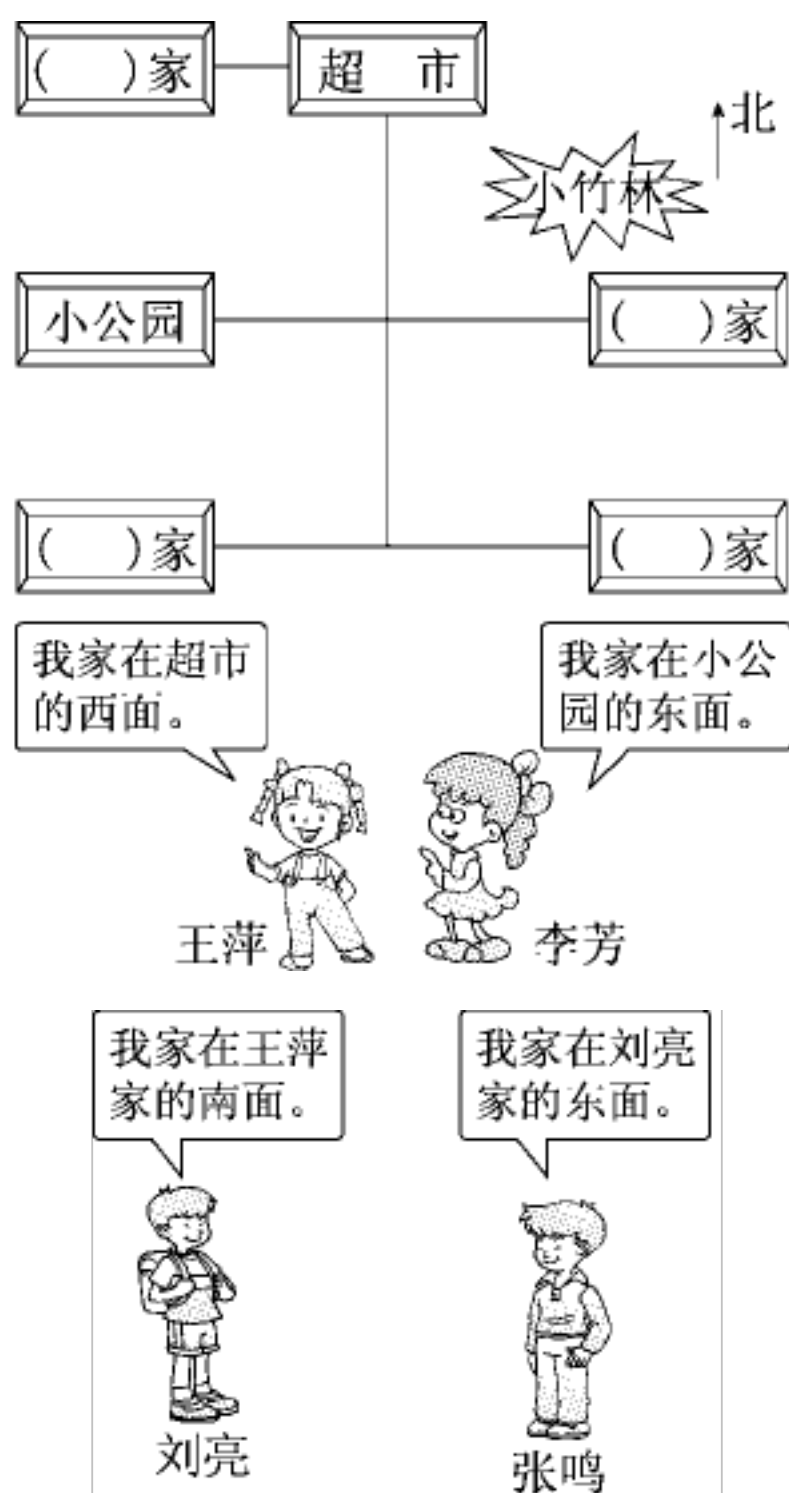 (　)家
超　市
北
小竹林
小公园
(　)家
(　)家
(　)家
我家在超市
的西面。
我家在小公
园的东面。
王萍
李芳
我家在王萍
家的南面。
我家在刘亮
家的东面。
刘亮
张鸣